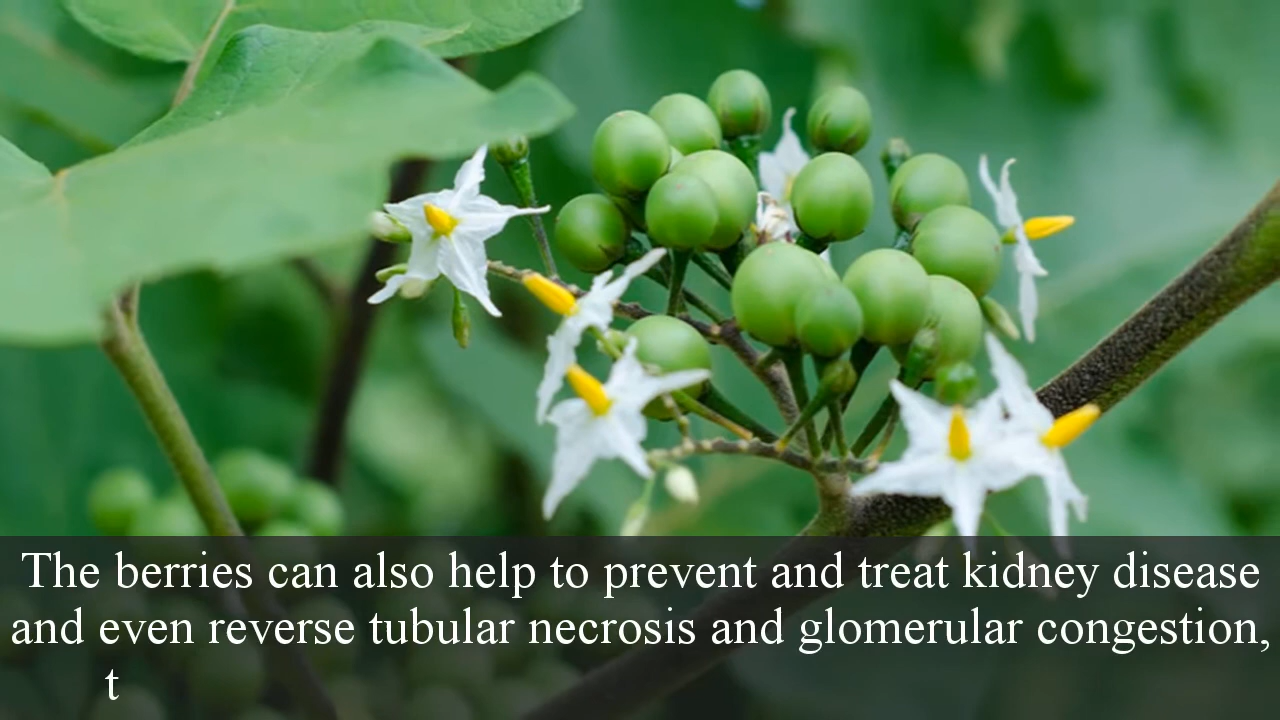 The berries can also help to prevent and treat kidney disease
and even reverse tubular necrosis and glomerular congestion,
t